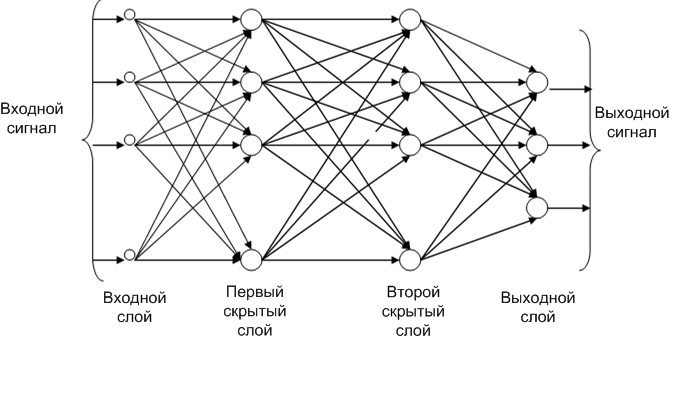 Входной
сигнал
Выходной
сигнал
Входной
слой
Первый
скрытый
слой
Второй
скрытый
слой
Выходной
слой